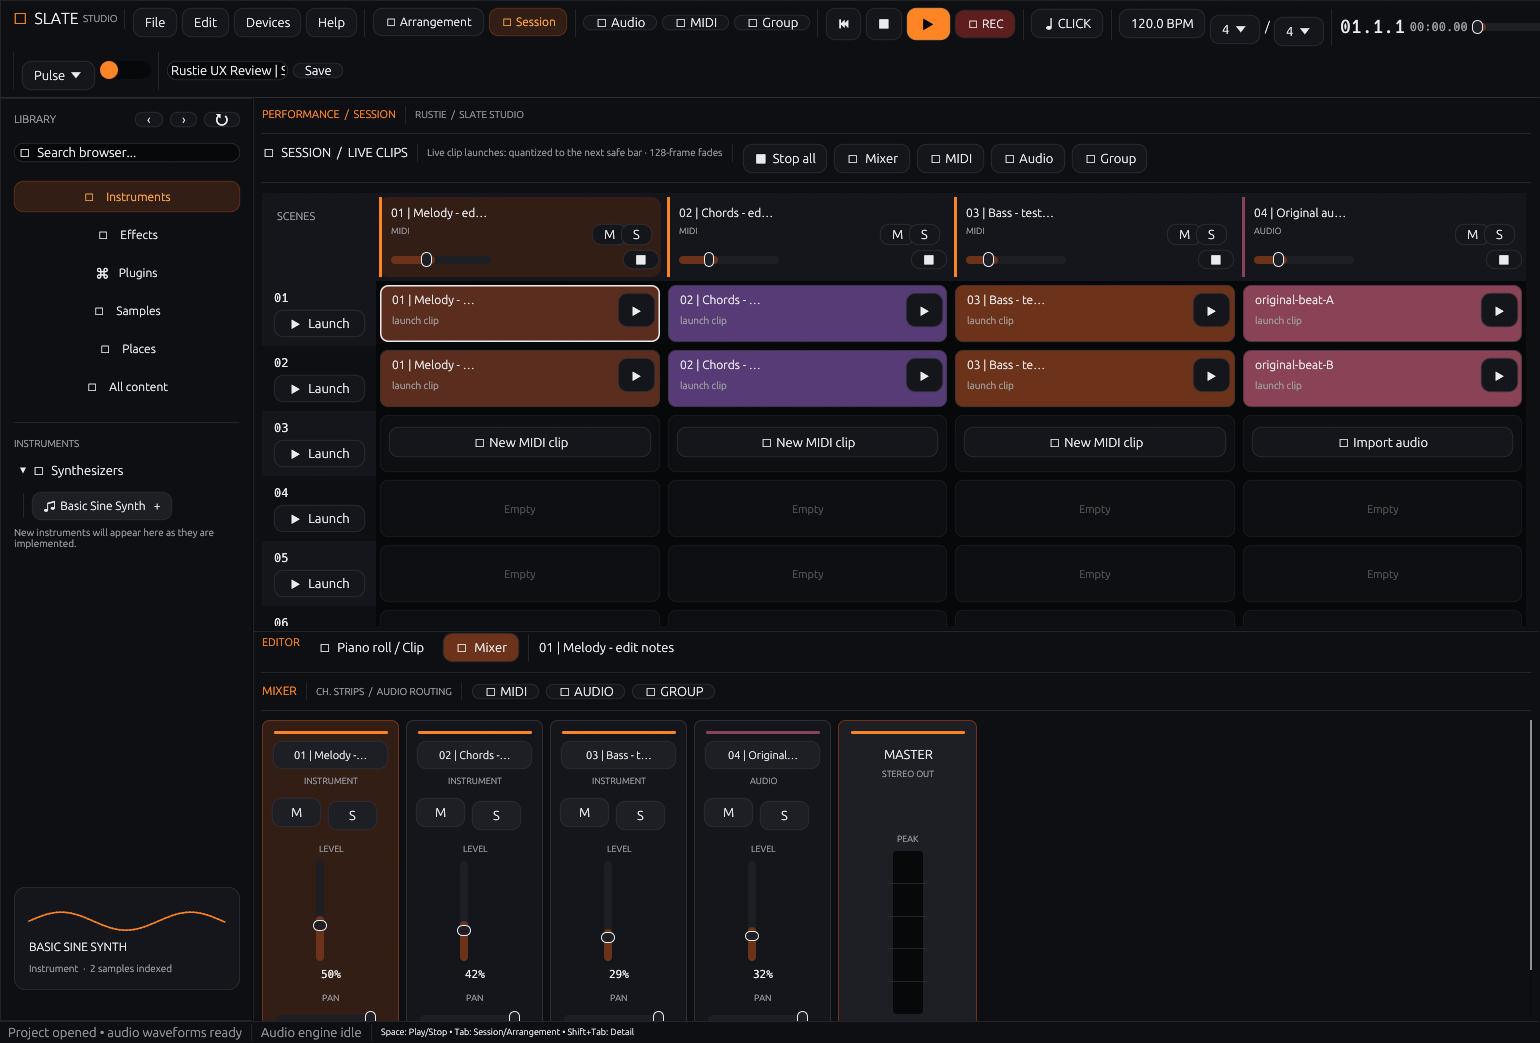 SLATE STUDIO File Edit Devices Help Arrangement Session Audio MIDI Group REC CLICK 120.0 BPM 4 / 4 01.1.1 00:00.00
Pulse Rustie UX Review | S Save
LIBRARY ‹ › ↻
Search browser...
Instruments
Effects
Plugins
Samples
Places
All content
INSTRUMENTS
Synthesizers
Basic Sine Synth +
New instruments will appear here as they are
implemented.
BASIC SINE SYNTH
Instrument · 2 samples indexed
PERFORMANCE / SESSION RUSTIE / SLATE STUDIO
SESSION / LIVE CLIPS Live clip launches: quantized to the next safe bar · 128-frame fades Stop all Mixer MIDI Audio Group
SCENES
01 | Melody - ed...
MIDI
M S
02 | Chords - ed...
MIDI
M S
03 | Bass - test...
MIDI
M S
04 | Original au...
AUDIO
M S
01
Launch
01 | Melody - ...
launch clip
02 | Chords - ...
launch clip
03 | Bass - te...
launch clip
original-beat-A
launch clip
02
Launch
01 | Melody - ...
launch clip
02 | Chords - ...
launch clip
03 | Bass - te...
launch clip
original-beat-B
launch clip
03
Launch
New MIDI clip New MIDI clip New MIDI clip Import audio
04
Launch
Empty Empty Empty Empty
05
Launch
Empty Empty Empty Empty
06
EDITOR Piano roll / Clip Mixer 01 | Melody - edit notes
MIXER CH. STRIPS / AUDIO ROUTING MIDI AUDIO GROUP
01 | Melody -...
INSTRUMENT
M S
LEVEL
50%
PAN
02 | Chords -...
INSTRUMENT
M S
LEVEL
42%
PAN
03 | Bass - t...
INSTRUMENT
M S
LEVEL
29%
PAN
04 | Original...
AUDIO
M S
LEVEL
32%
PAN
MASTER
STEREO OUT
PEAK
Project opened • audio waveforms ready Audio engine idle Space: Play/Stop • Tab: Session/Arrangement • Shift+Tab: Detail